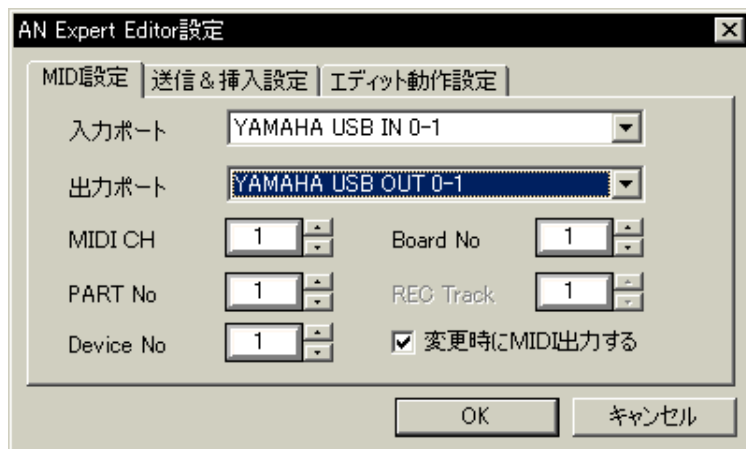 AN Expert Editor設定
MIDI設定 送信&挿入設定 エディット動作設定
入力ポート YAMAHA USB IN 0-1
出力ポート YAMAHA USB OUT 0-1
MIDI CH 1 Board No 1
PART No 1 REC Track 1
Device No 1 変更時にMIDI出力する
OK キャンセル